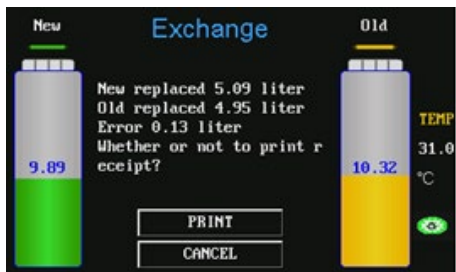 New
Exchange
Old
New replaced 5.09 liter
Old replaced 4.95 liter
Error 0.13 liter
Whether or not to print r
eceipt?
TEMP
31.0
°C
9.89
10.32
PRINT
CANCEL